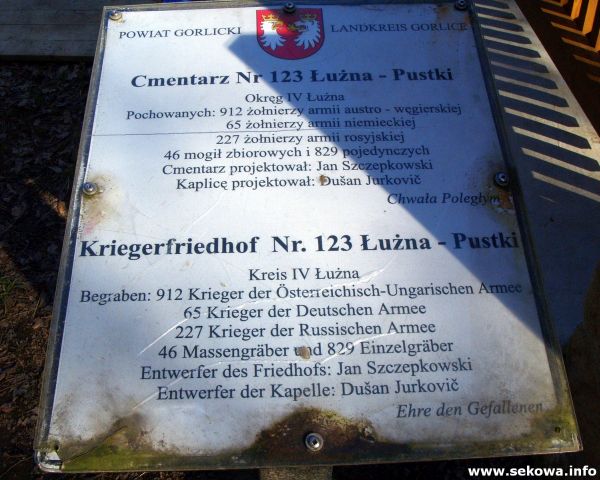 POWIAT GORLICKI
LANDKREIS GORLICE
Cmentarz Nr 123 Łużna - Pustki
Okręg IV Łużna
Pochowanych: 912 żołnierzy armii austro - węgierskiej
65 żołnierzy armii niemieckiej
227 żołnierzy armii rosyjskiej
46 mogił zbiorowych i 829 pojedynczych
Cmentarz projektował: Jan Szczepkowski
Kaplicę projektował: Dušan Jurkovič
Chwała Poległym
Kriegerfriedhof Nr. 123 Łużna - Pustki
Kreis IV Łużna
Begraben: 912 Krieger der Österreichisch-Ungarischen Armee
65 Krieger der Deutschen Armee
227 Krieger der Russischen Armee
46 Massengräber und 829 Einzelgräber
Entwerfer des Friedhofs: Jan Szczepkowski
Entwerfer der Kapelle: Dušan Jurkovič
Ehre den Gefallenen
www.sekowa.info